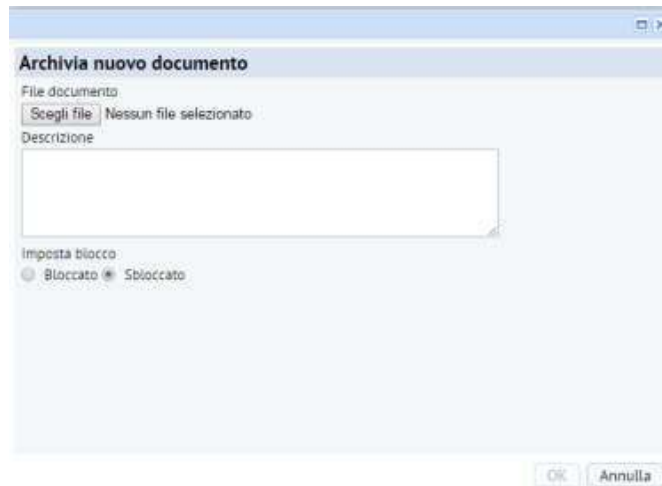 Archivia nuovo documento
File documento
Scegli file Nessun file selezionato
Descrizione
Imposta blocco
Bloccato Sbloccato
OK Annulla